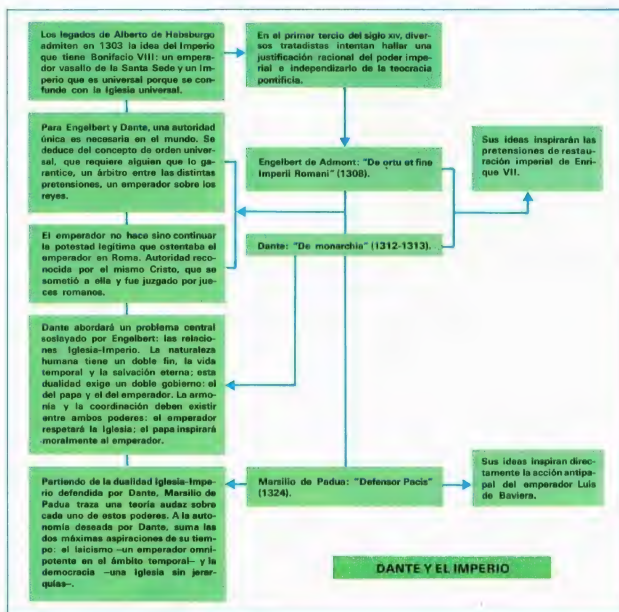 Los legados de Alberto de Habsburgo
admiten en 1303 la idea del Imperio
que tiene Bonifacio VIII: un empera-
dor vasallo de la Santa Sede y un Im-
perio que es universal porque se con-
funde con la Iglesia universal.
En el primer tercio del siglo XIV, diver-
sos tratadistas intentan hallar una
justificación racional del poder impe-
rial e independizarlo de la teocracia
pontificia.
Para Engelbert y Dante, una autoridad
única es necesaria en el mundo. Se
deduce del concepto de orden univer-
sal, que requiere alguien que lo ga-
rantice, un árbitro entre las distintas
pretensiones, un emperador sobre los
reyes.
Engelbert de Admont: "De ortu et fine
Imperii Romani" (1308).
Sus ideas inspirarán las
pretensiones de restau-
ración imperial de Enri-
que VII.
El emperador no hace sino continuar
la potestad legítima que ostentaba el
emperador en Roma. Autoridad reco-
nocida por el mismo Cristo, que se
sometió a ella y fue juzgado por jue-
ces romanos.
Dante: "De monarchia" (1312-1313).
Dante abordará un problema central
soslayado por Engelbert: las relacio-
nes Iglesia-Imperio. La naturaleza
humana tiene un doble fin, la vida
temporal y la salvación eterna; esta
dualidad exige un doble gobierno: el
del papa y el del emperador. La armo-
nía y la coordinación deben existir
entre ambos poderes: el emperador
respetará la Iglesia; el papa inspirará
moralmente al emperador.
Partiendo de la dualidad Iglesia-Impe-
rio defendida por Dante, Marsilio de
Padua traza una teoría audaz sobre
cada uno de estos poderes. A la auto-
nomía deseada por Dante, suma las
dos máximas aspiraciones de su tiem-
po: el laicismo –un emperador omni-
potente en el ámbito temporal– y la
democracia –una Iglesia sin jerar-
quías–.
Marsilio de Padua: "Defensor Pacis"
(1324).
Sus ideas inspiran direc-
tamente la acción antipa-
pal del emperador Luis
de Baviera.
DANTE Y EL IMPERIO